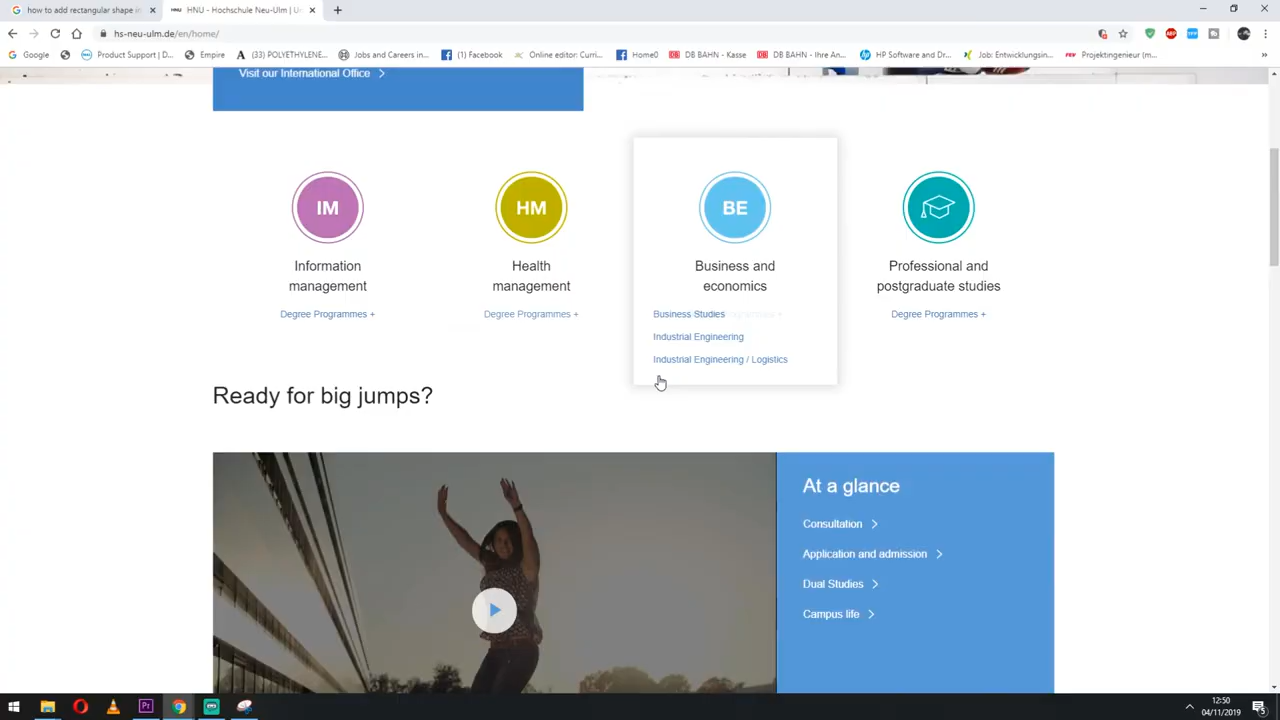 how to add rectangular shape in
HNU - Hochschule Neu-Ulm | U
hs-neu-ulm.de/en/home/
Google
Product Support | D...
Empire
(33) POLYETHYLENE...
Jobs and Careers in...
(1) Facebook
Online editor: Curri...
Home0
DB BAHN - Kasse
DB BAHN - Ihre An...
HP Software and Dr...
Job: Entwicklungsin...
Projektingenieur (m...
Visit our International Office
IM
HM
BE
Information
management
Health
management
Business and
economics
Professional and
postgraduate studies
Degree Programmes +
Degree Programmes +
Business Studies
Industrial Engineering
Industrial Engineering / Logistics
Degree Programmes +
Ready for big jumps?
At a glance
Consultation
Application and admission
Dual Studies
Campus life
Pr
12:50
04/11/2019